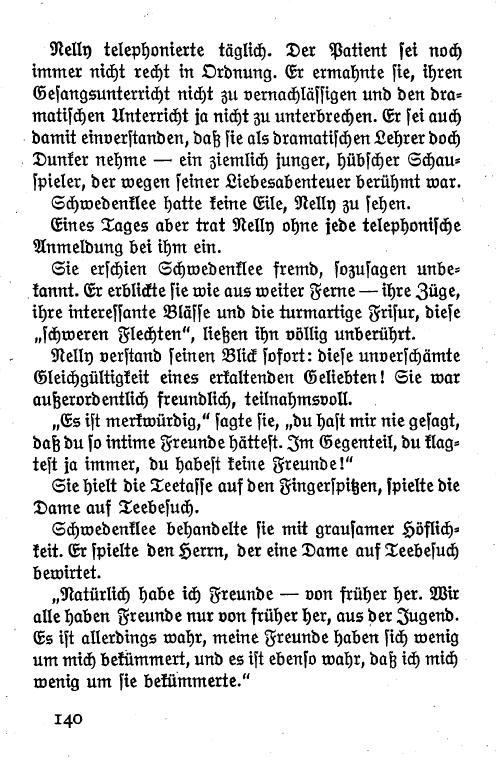 Nelly telephonierte täglich. Der Patient sei noch
immer nicht recht in Ordnung. Er ermahnte sie, ihren
Gesangsunterricht nicht zu vernachlässigen und den dra-
matischen Unterricht ja nicht zu unterbrechen. Er sei auch
damit einverstanden, daß sie als dramatischen Lehrer doch
Dunker nehme — ein ziemlich junger, hübscher Schau-
spieler, der wegen seiner Liebesabenteuer berühmt war.
Schwedenklee hatte keine Eile, Nelly zu sehen.
Eines Tages aber trat Nelly ohne jede telephonische
Anmeldung bei ihm ein.
Sie erschien Schwedenklee fremd, sozusagen unbe-
kannt. Er erblickte sie wie aus weiter Ferne — ihre Züge,
ihre interessante Blässe und die turmartige Frisur, diese
„schweren Flechten“, ließen ihn völlig unberührt.
Nelly verstand seinen Blick sofort: diese unverschämte
Gleichgültigkeit eines erkaltenden Geliebten! Sie war
außerordentlich freundlich, teilnahmsvoll.
„Es ist merkwürdig,“ sagte sie, „du hast mir nie gesagt,
daß du so intime Freunde hättest. Im Gegenteil, du klag-
test ja immer, du habest keine Freunde!“
Sie hielt die Teetasse auf den Fingerspitzen, spielte die
Dame auf Teebesuch.
Schwedenklee behandelte sie mit grausamer Höflich-
keit. Er spielte den Herrn, der eine Dame auf Teebesuch
bewirtet.
„Natürlich habe ich Freunde — von früher her. Wir
alle haben Freunde nur von früher her, aus der Jugend.
Es ist allerdings wahr, meine Freunde haben sich wenig
um mich bekümmert, und es ist ebenso wahr, daß ich mich
wenig um sie bekümmerte.“
140